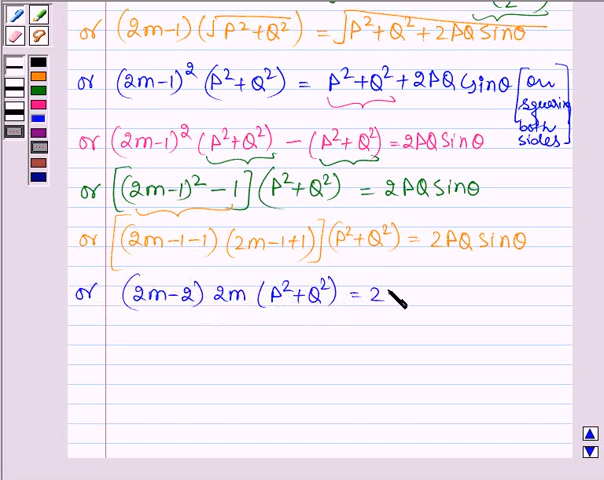 (2
or (2m-1) (√P²+Q²) = √P²+Q²+2PQ Sinθ
or (2m-1)² (P²+Q²) = P²+Q² + 2PQ Sinθ [on squaring both sides]
or (2m-1)² (P²+Q²) - (P²+Q²) = 2PQ Sinθ
or [(2m-1)² - 1] (P²+Q²) = 2PQ Sinθ
or [(2m-1-1) (2m-1+1)] (P²+Q²) = 2PQ Sinθ
or (2m-2) 2m (P²+Q²) = 2